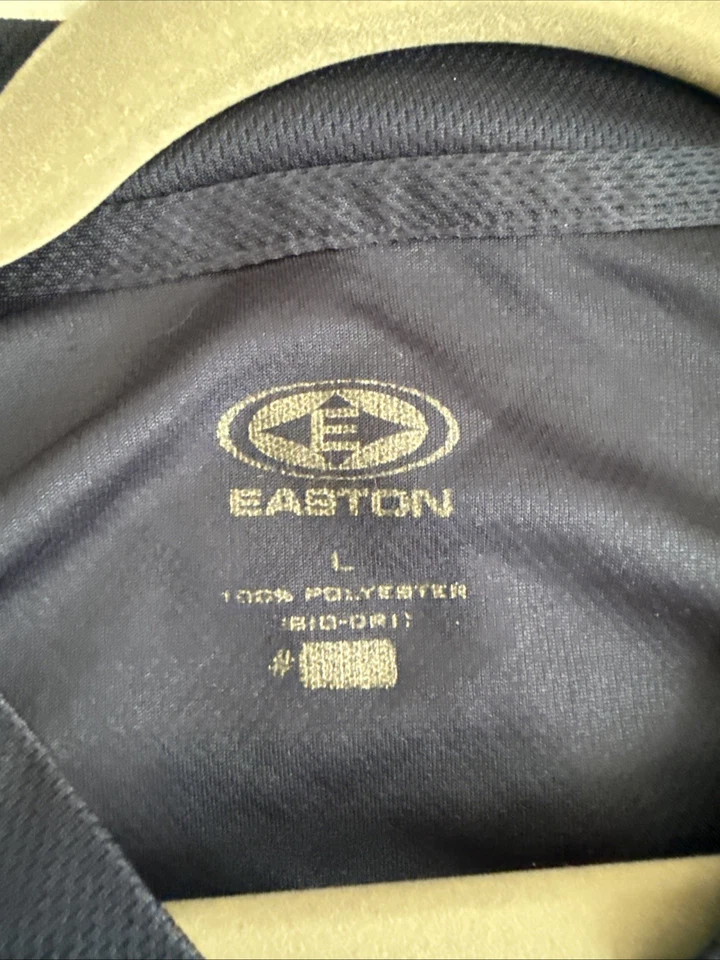 E
EASTON
L
100% POLYESTER
(BIO-DRI)
#